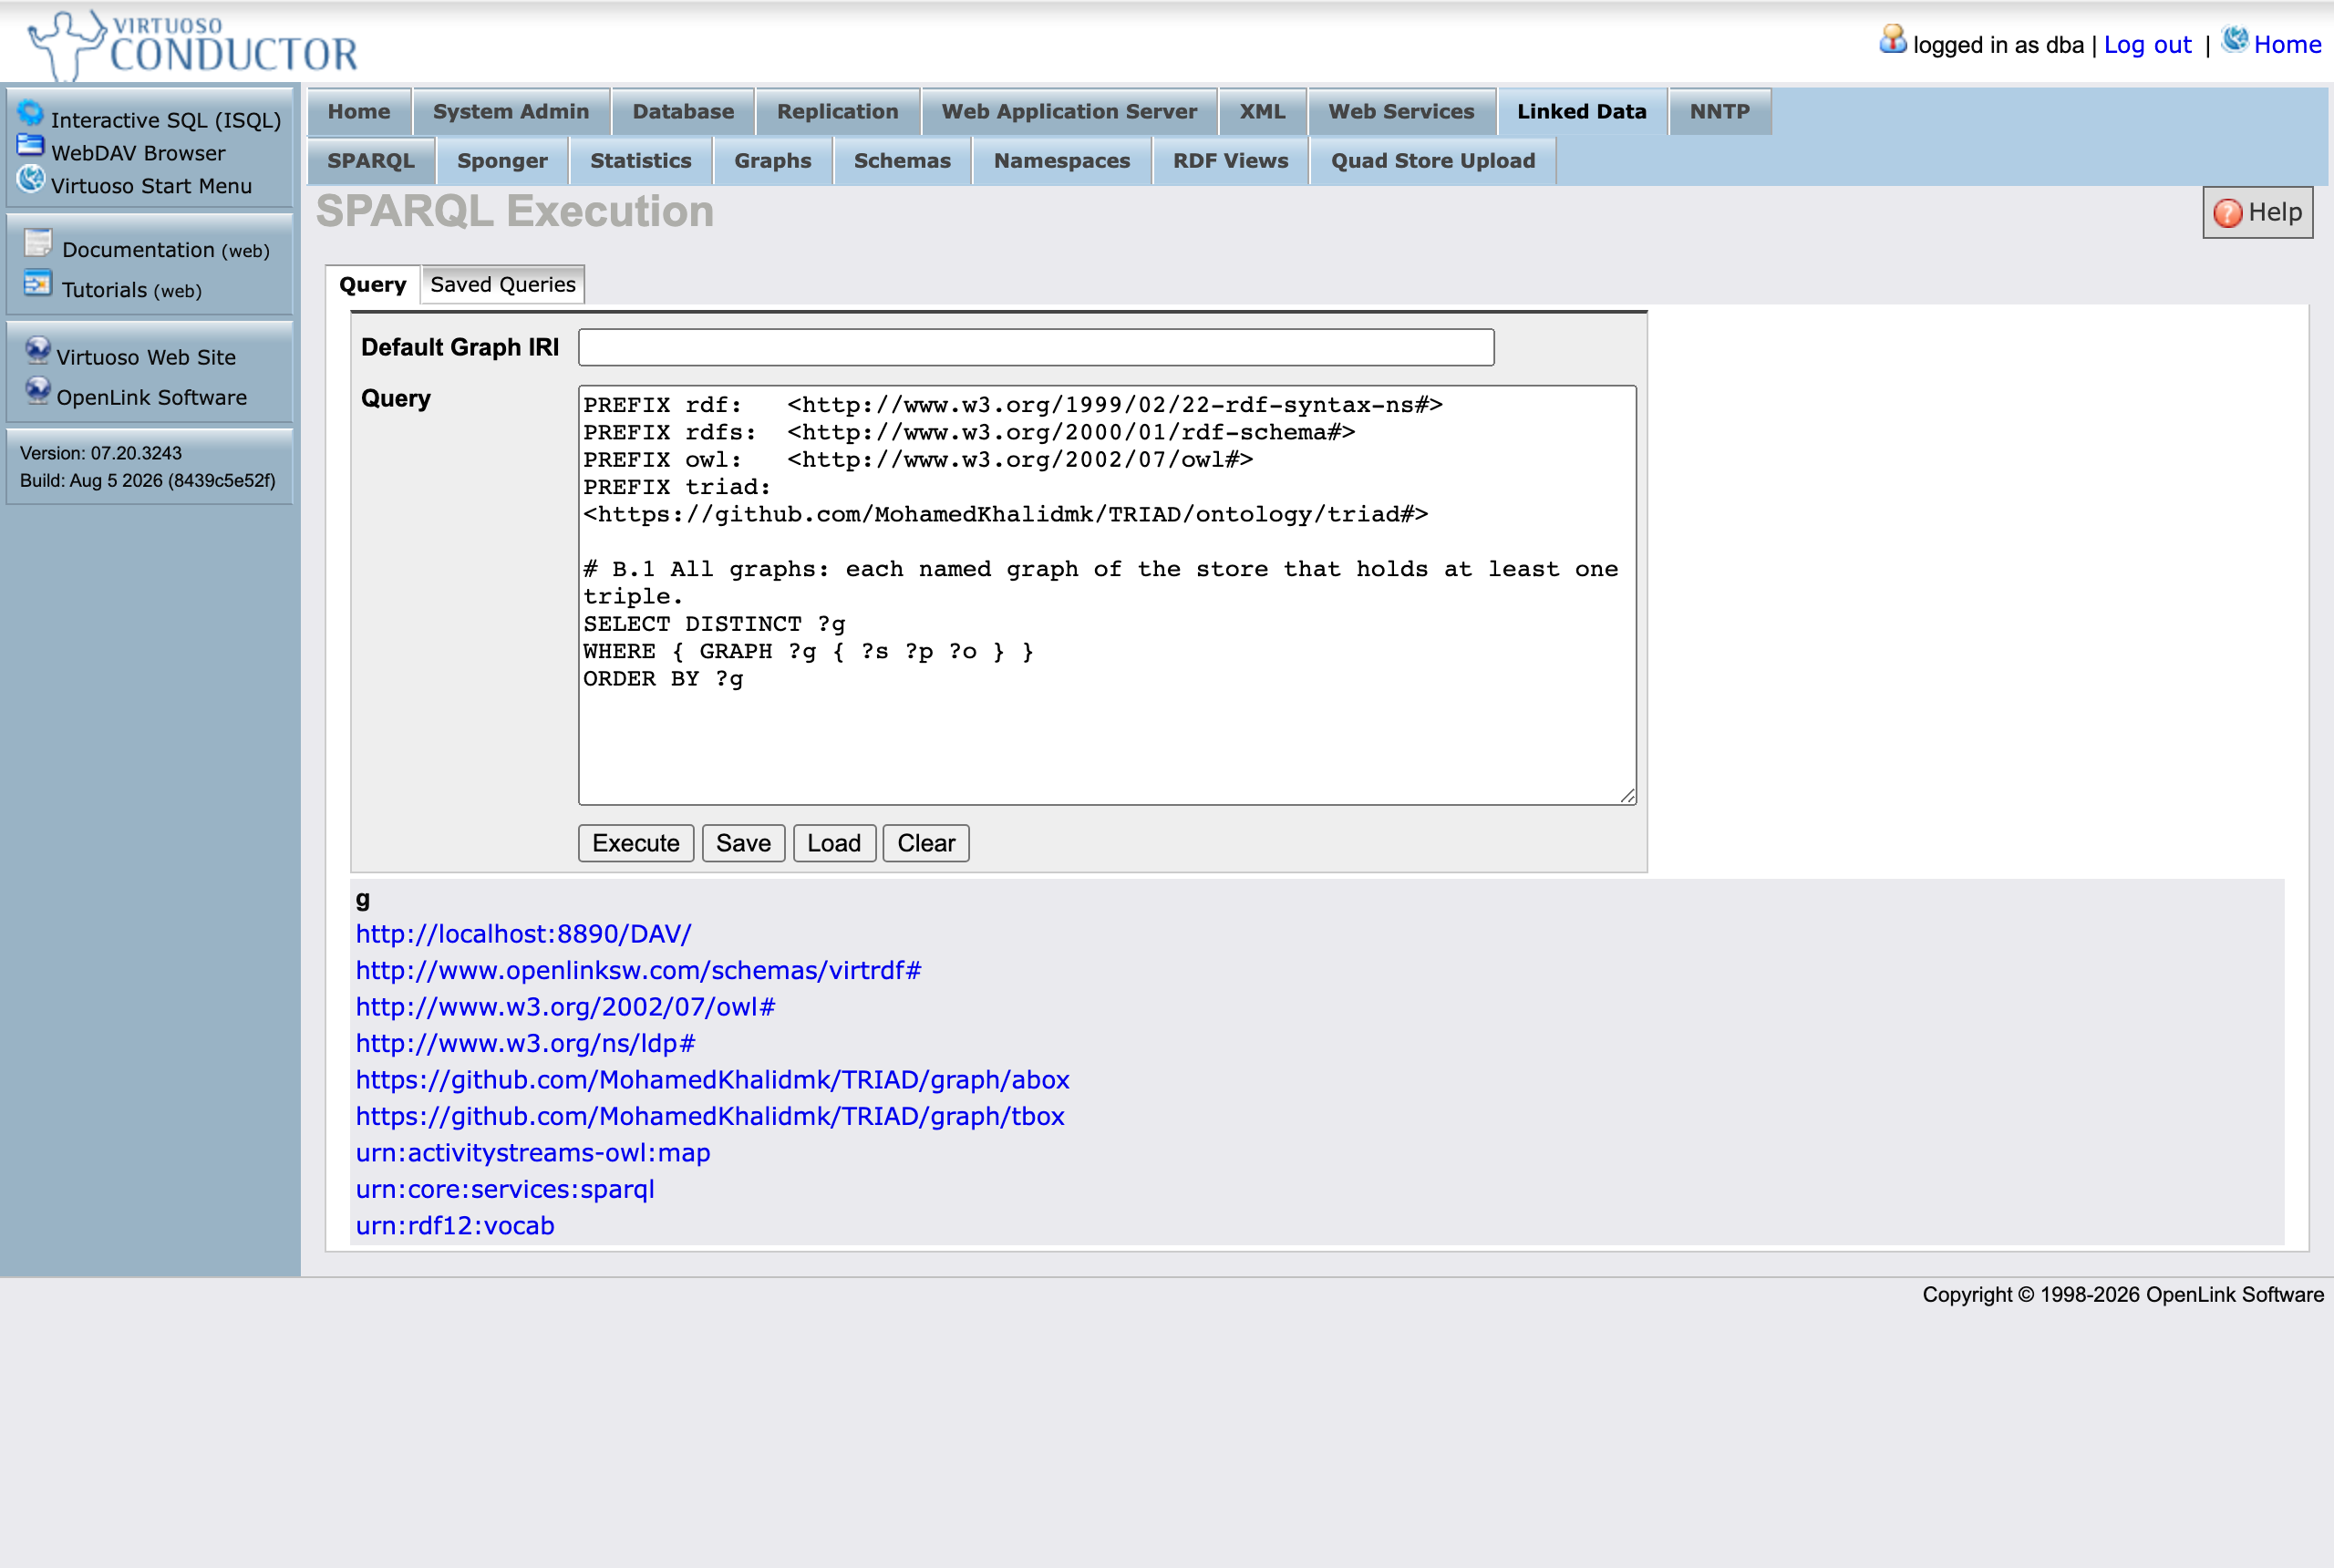 VIRTUOSO
CONDUCTOR
logged in as dba | Log out | Home
Interactive SQL (ISQL)
WebDAV Browser
Virtuoso Start Menu
Documentation (web)
Tutorials (web)
Virtuoso Web Site
OpenLink Software
Version: 07.20.3243
Build: Aug 5 2026 (8439c5e52f)
Home System Admin Database Replication Web Application Server XML Web Services Linked Data NNTP
SPARQL Sponger Statistics Graphs Schemas Namespaces RDF Views Quad Store Upload
SPARQL Execution
Help
Query Saved Queries
Default Graph IRI
Query
PREFIX rdf:   <http://www.w3.org/1999/02/22-rdf-syntax-ns#>
PREFIX rdfs:  <http://www.w3.org/2000/01/rdf-schema#>
PREFIX owl:   <http://www.w3.org/2002/07/owl#>
PREFIX triad:
<https://github.com/MohamedKhalidmk/TRIAD/ontology/triad#>
# B.1 All graphs: each named graph of the store that holds at least one
triple.
SELECT DISTINCT ?g
WHERE { GRAPH ?g { ?s ?p ?o } }
ORDER BY ?g
Execute Save Load Clear
g
http://localhost:8890/DAV/
http://www.openlinksw.com/schemas/virtrdf#
http://www.w3.org/2002/07/owl#
http://www.w3.org/ns/ldp#
https://github.com/MohamedKhalidmk/TRIAD/graph/abox
https://github.com/MohamedKhalidmk/TRIAD/graph/tbox
urn:activitystreams-owl:map
urn:core:services:sparql
urn:rdf12:vocab
Copyright © 1998-2026 OpenLink Software